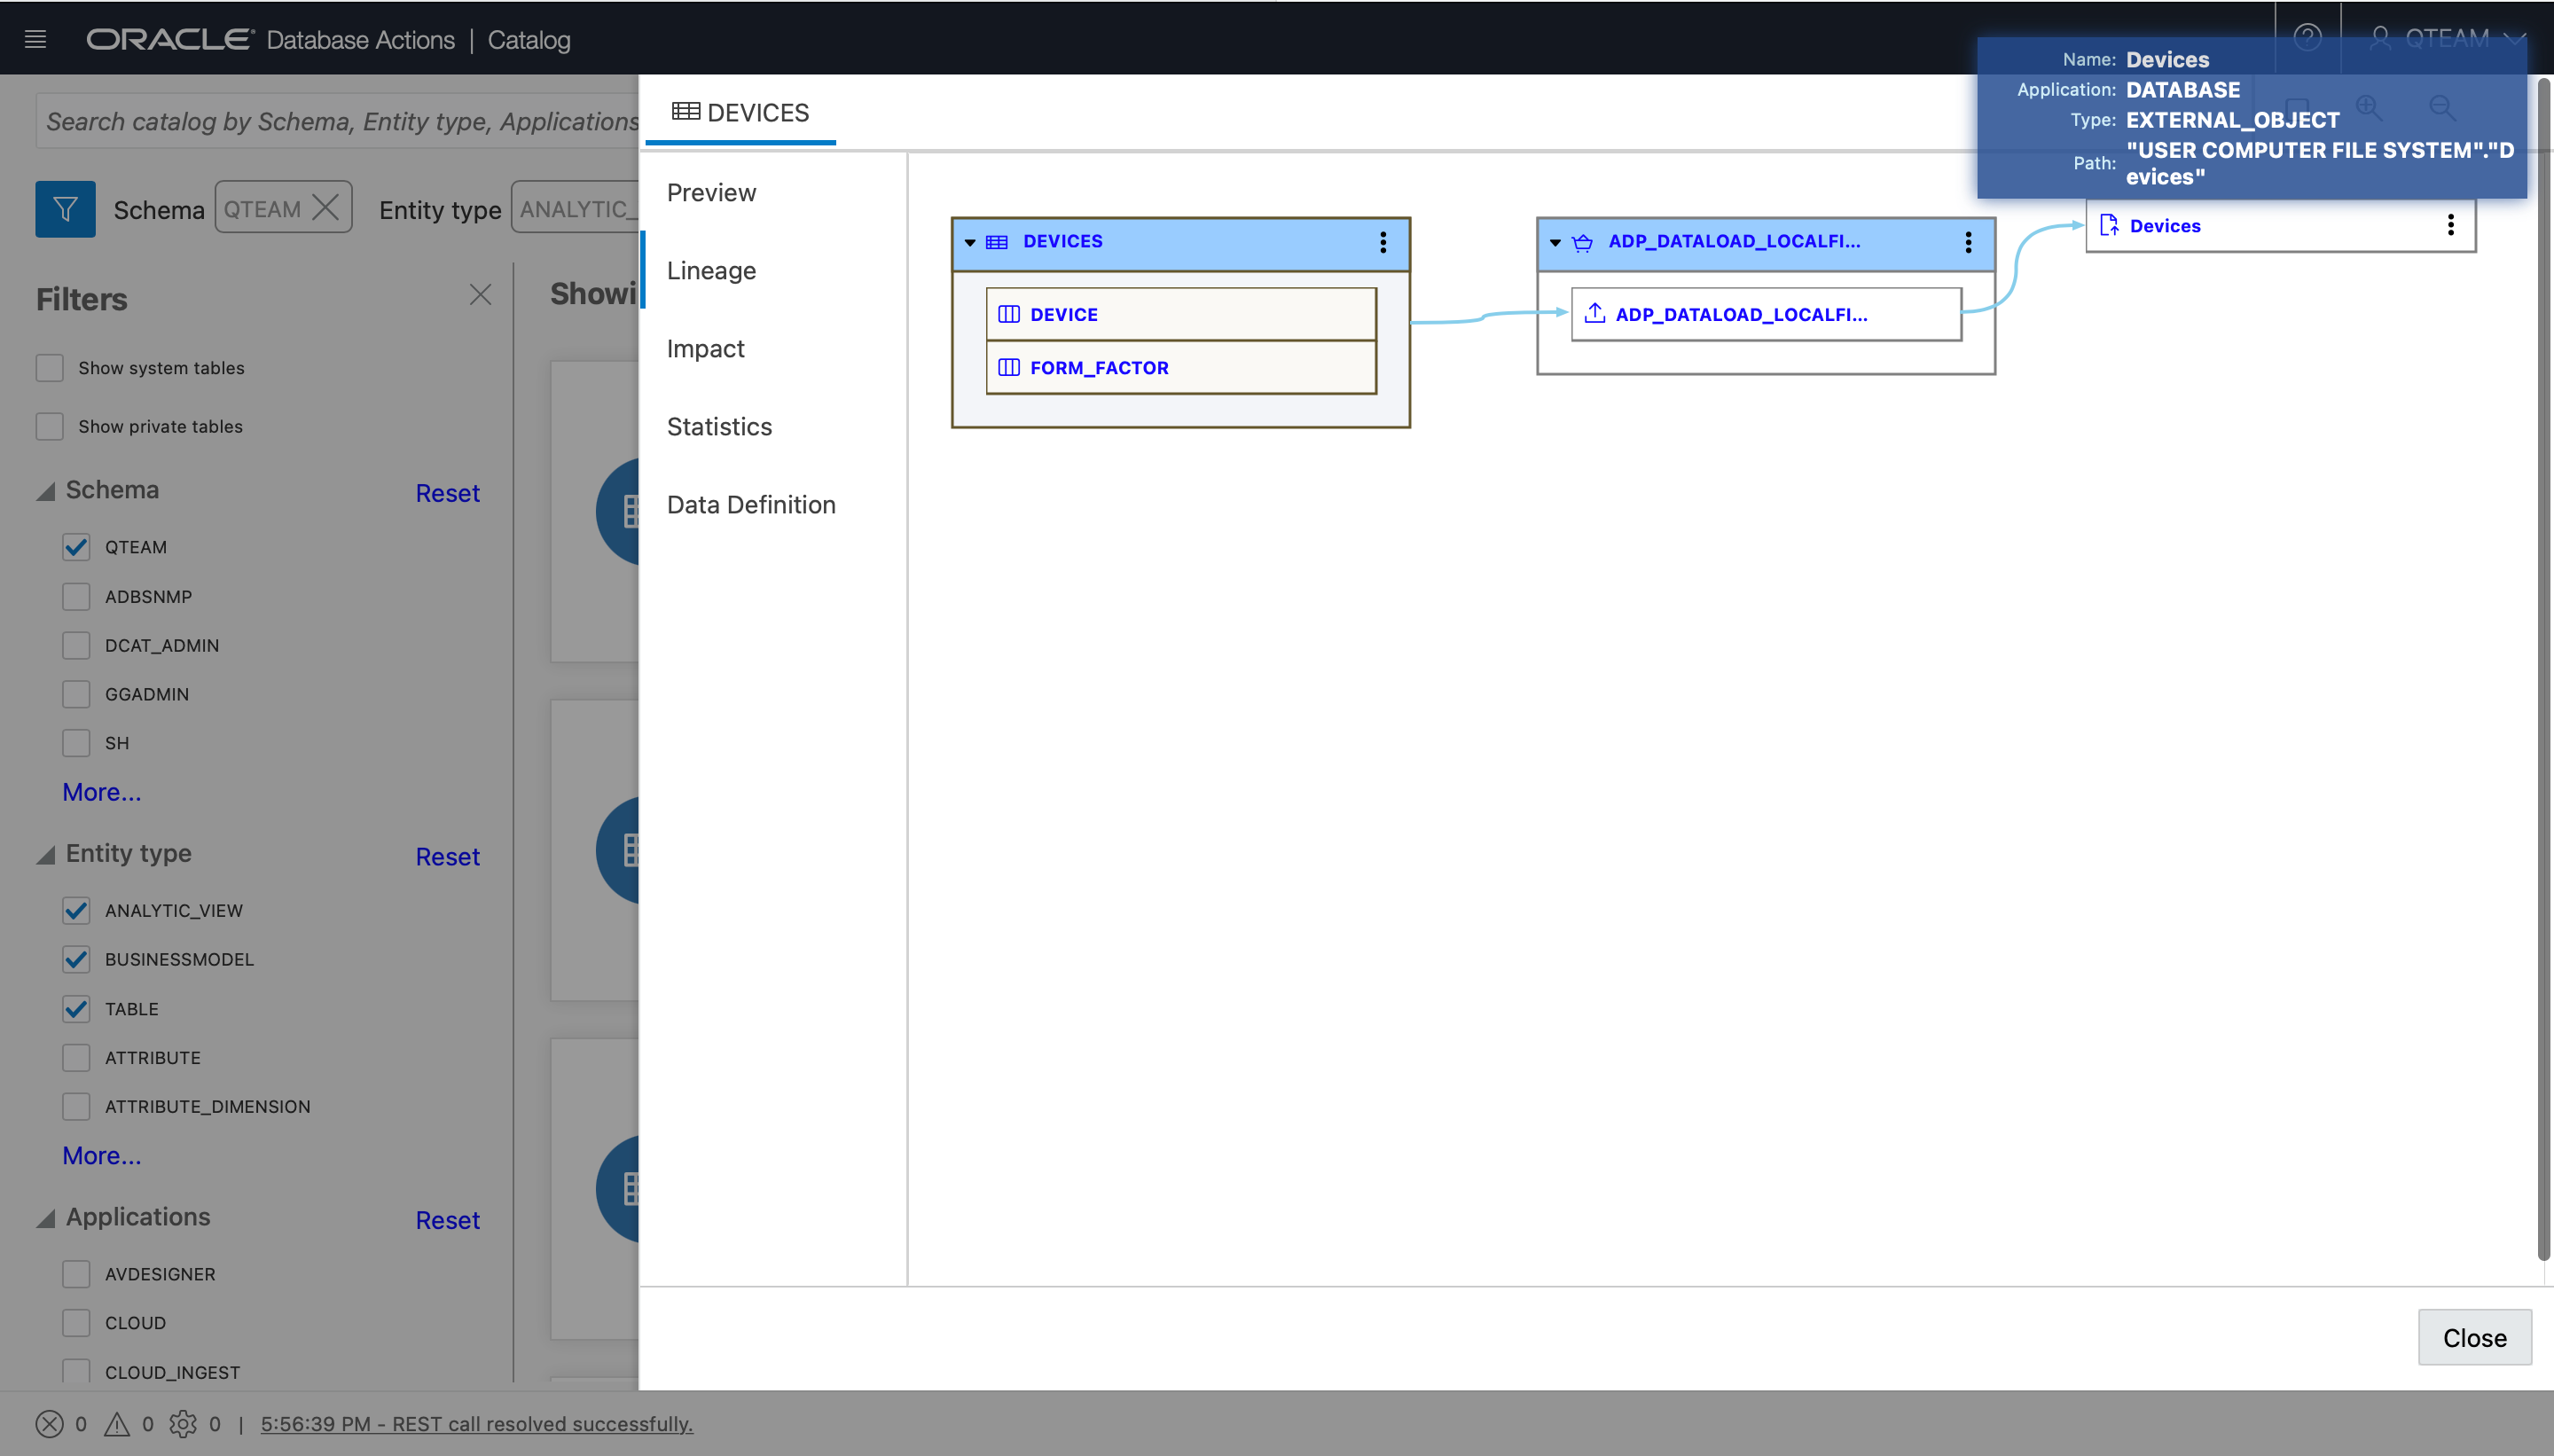 ORACLE Database Actions | Catalog
QTEAM
Name: Devices
Application: DATABASE
Type: EXTERNAL_OBJECT
Path: "USER COMPUTER FILE SYSTEM"."D
evices"
Search catalog by Schema, Entity type, Applications
Schema QTEAM Entity type ANALYTIC_
Filters
Show system tables
Show private tables
Schema Reset
QTEAM
ADBSNMP
DCAT_ADMIN
GGADMIN
SH
More...
Entity type Reset
ANALYTIC_VIEW
BUSINESSMODEL
TABLE
ATTRIBUTE
ATTRIBUTE_DIMENSION
More...
Applications Reset
AVDESIGNER
CLOUD
CLOUD_INGEST
Showi
DEVICES
Preview
Lineage
Impact
Statistics
Data Definition
DEVICES
DEVICE
FORM_FACTOR
ADP_DATALOAD_LOCALFI...
ADP_DATALOAD_LOCALFI...
Devices
Close
0 0 0 | 5:56:39 PM - REST call resolved successfully.